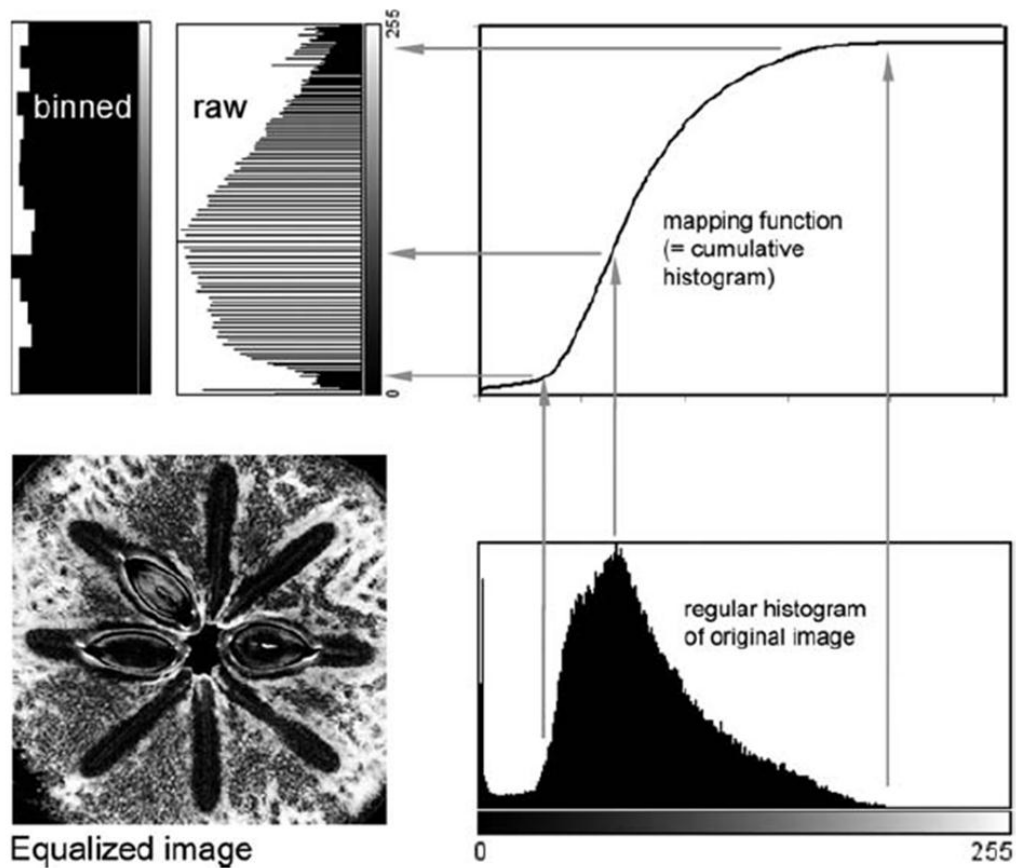 binned
raw
255
0
mapping function
(= cumulative
histogram)
regular histogram
of original image
Equalized image
0
255